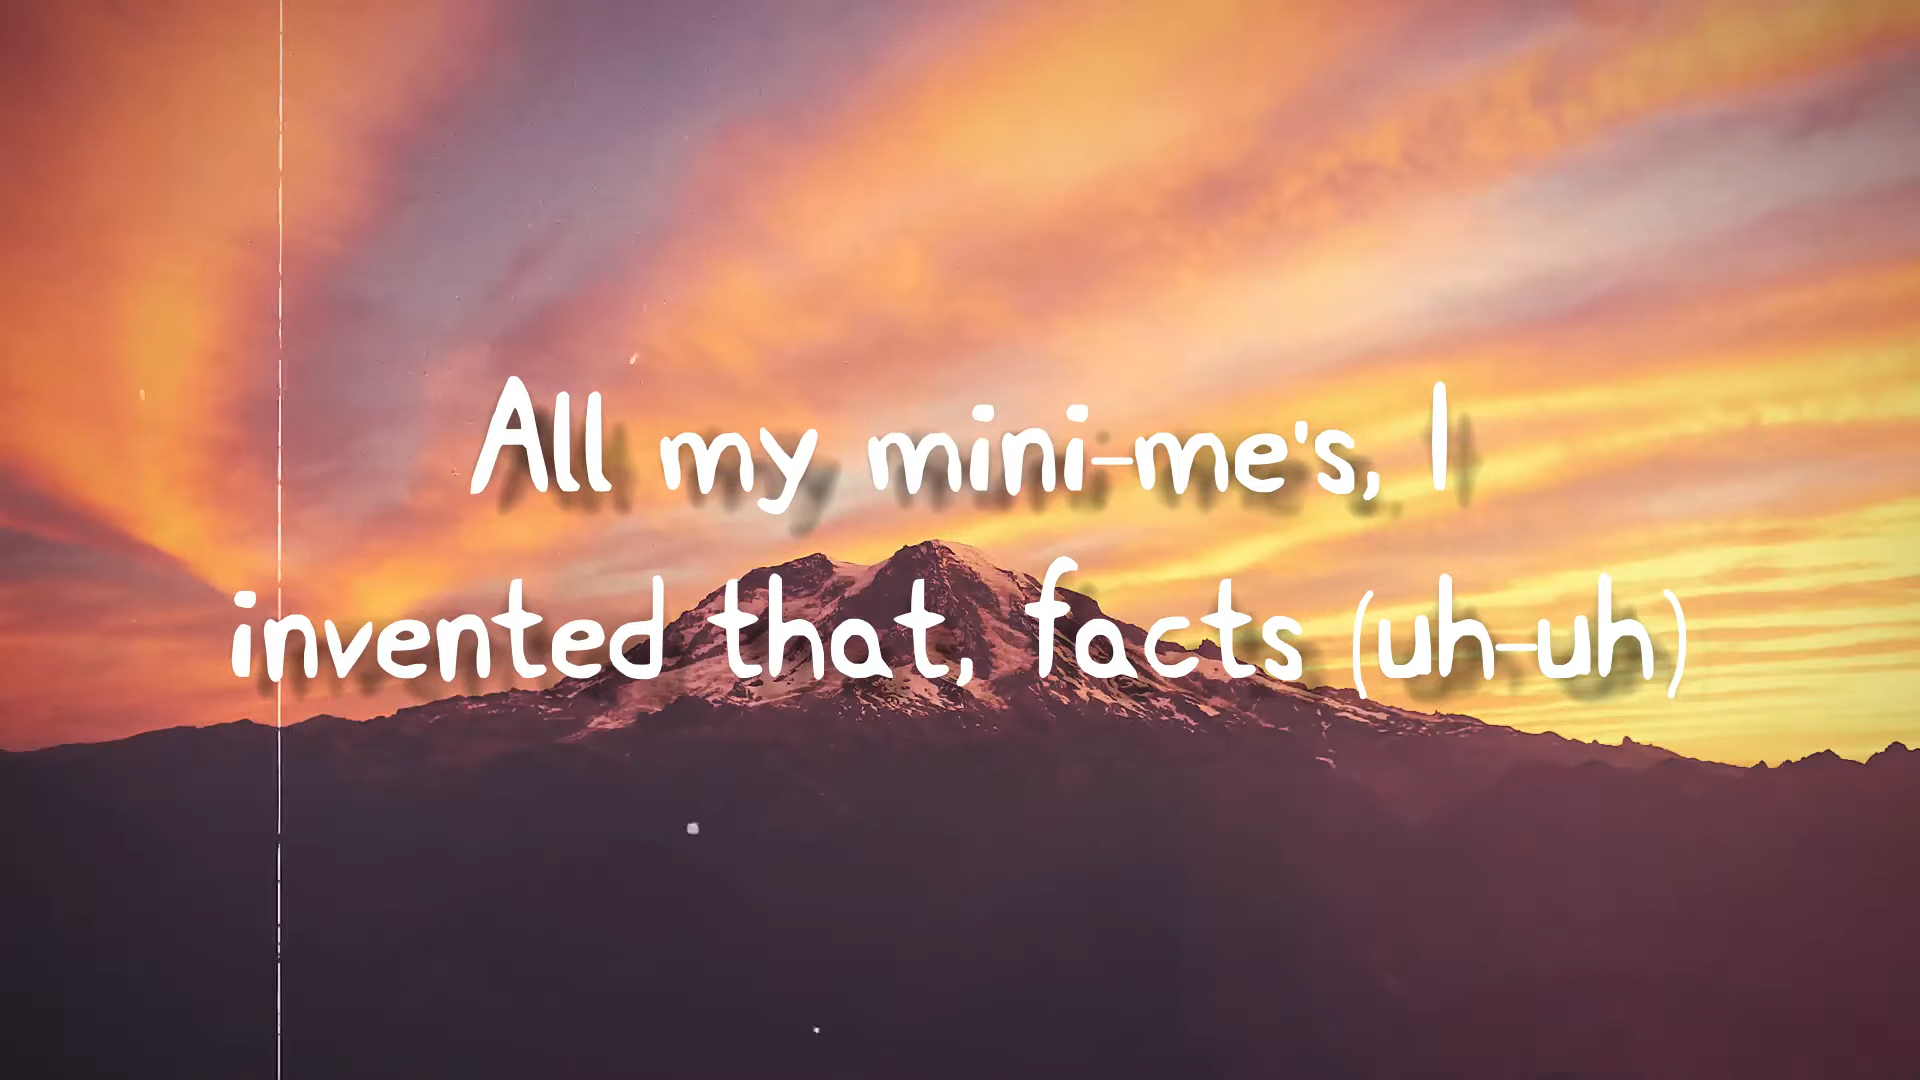 All my mini-me's, I
invented that, facts (uh-uh)